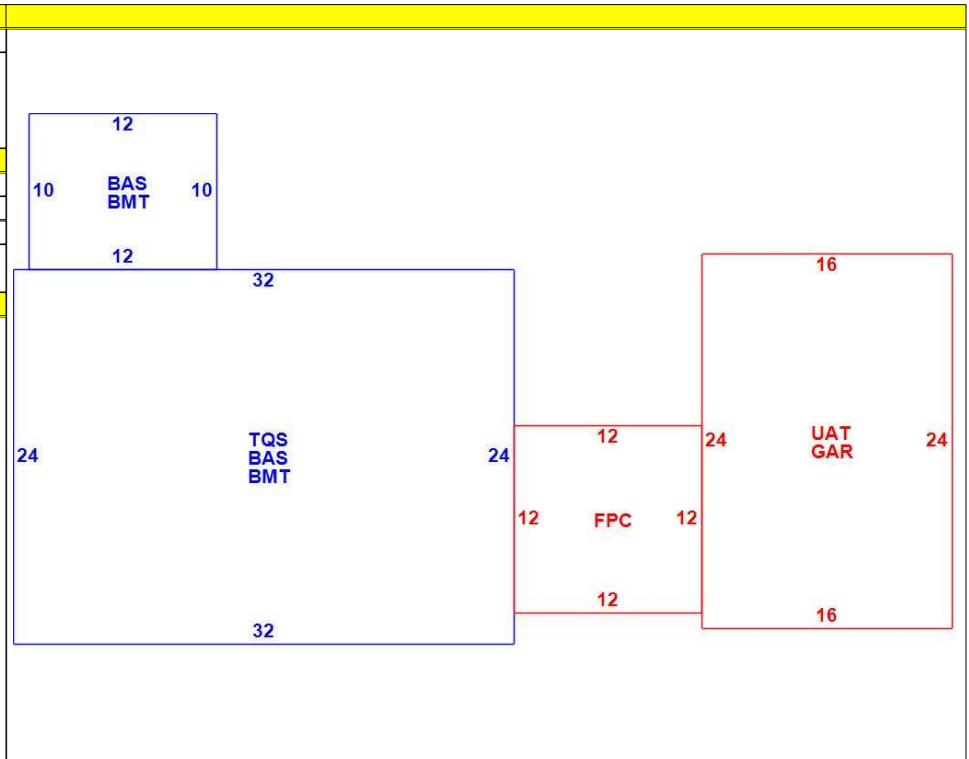 12
10 BAS 10
BMT
12
32
16
24 TQS 24
BAS
BMT
12
24 UAT 24
GAR
12 FPC 12
12
32
16